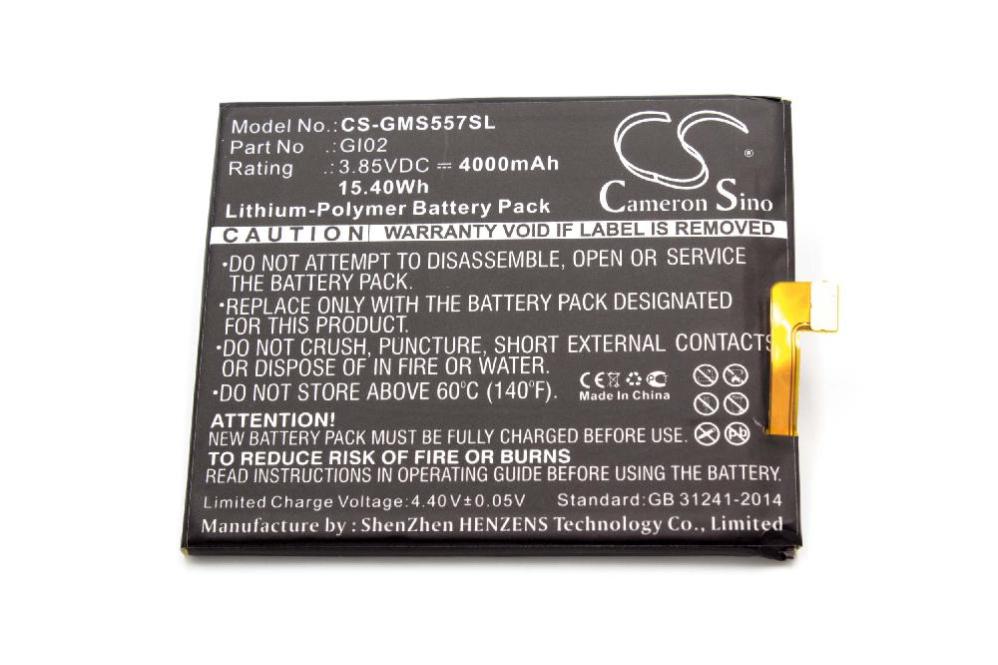 Model No.: CS-GMS557SL
Part No .: GI02
Rating .: 3.85VDC ⎓ 4000mAh
15.40Wh
Lithium-Polymer Battery Pack
CS ®
Cameron Sino
CAUTION WARRANTY VOID IF LABEL IS REMOVED
•DO NOT ATTEMPT TO DISASSEMBLE, OPEN OR SERVICE
THE BATTERY PACK.
•REPLACE ONLY WITH THE BATTERY PACK DESIGNATED
FOR THIS PRODUCT.
•DO NOT CRUSH, PUNCTURE, SHORT EXTERNAL CONTACTS
OR DISPOSE OF IN FIRE OR WATER.
•DO NOT STORE ABOVE 60°C (140°F).
CE
Made In China
ATTENTION!
NEW BATTERY PACK MUST BE FULLY CHARGED BEFORE USE.
Pb
TO REDUCE RISK OF FIRE OR BURNS
READ INSTRUCTIONS IN OPERATING GUIDE BEFORE USING THE BATTERY.
Limited Charge Voltage:4.40V±0.05V Standard:GB 31241-2014
Manufacture by : ShenZhen HENZENS Technology Co., Limited